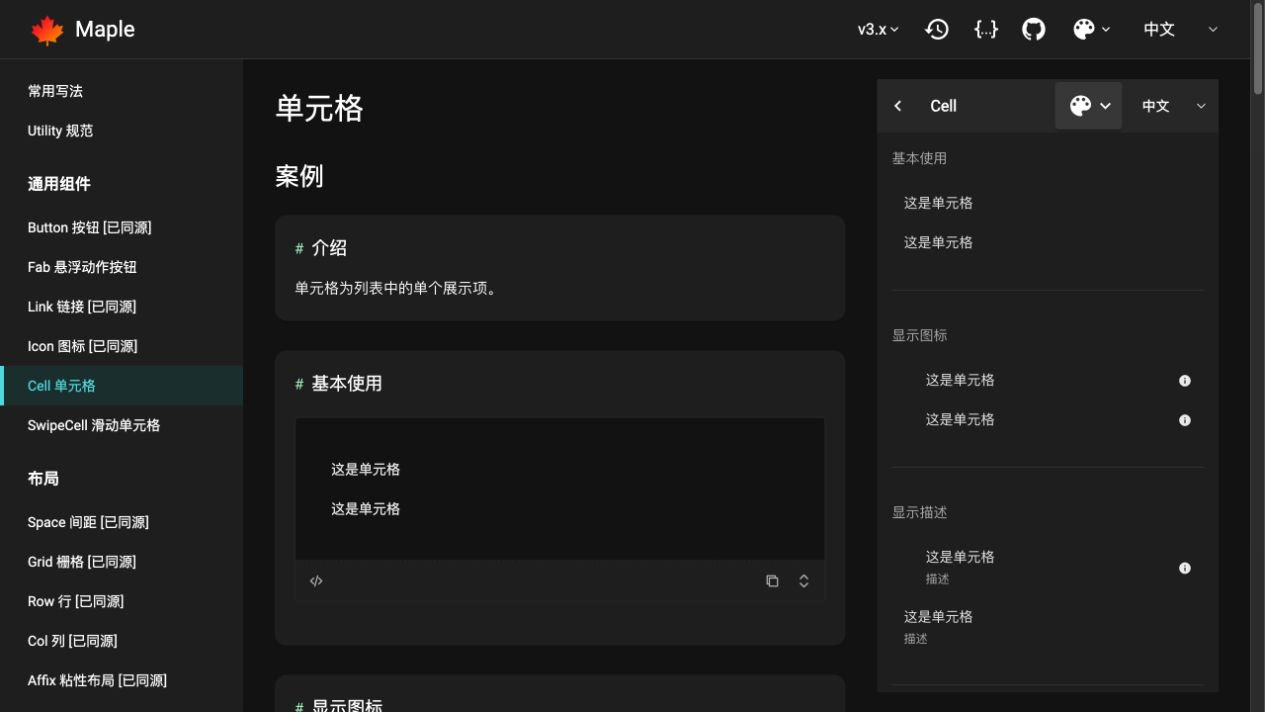 Maple
v3.x
{...}
中文
常用写法
Utility 规范
通用组件
Button 按钮 [已同源]
Fab 悬浮动作按钮
Link 链接 [已同源]
Icon 图标 [已同源]
Cell 单元格
SwipeCell 滑动单元格
布局
Space 间距 [已同源]
Grid 栅格 [已同源]
Row 行 [已同源]
Col 列 [已同源]
Affix 粘性布局 [已同源]
单元格
案例
# 介绍
单元格为列表中的单个展示项。
# 基本使用
这是单元格
这是单元格
# 显示图标
Cell
中文
基本使用
这是单元格
这是单元格
显示图标
这是单元格
这是单元格
显示描述
这是单元格
描述
这是单元格
描述